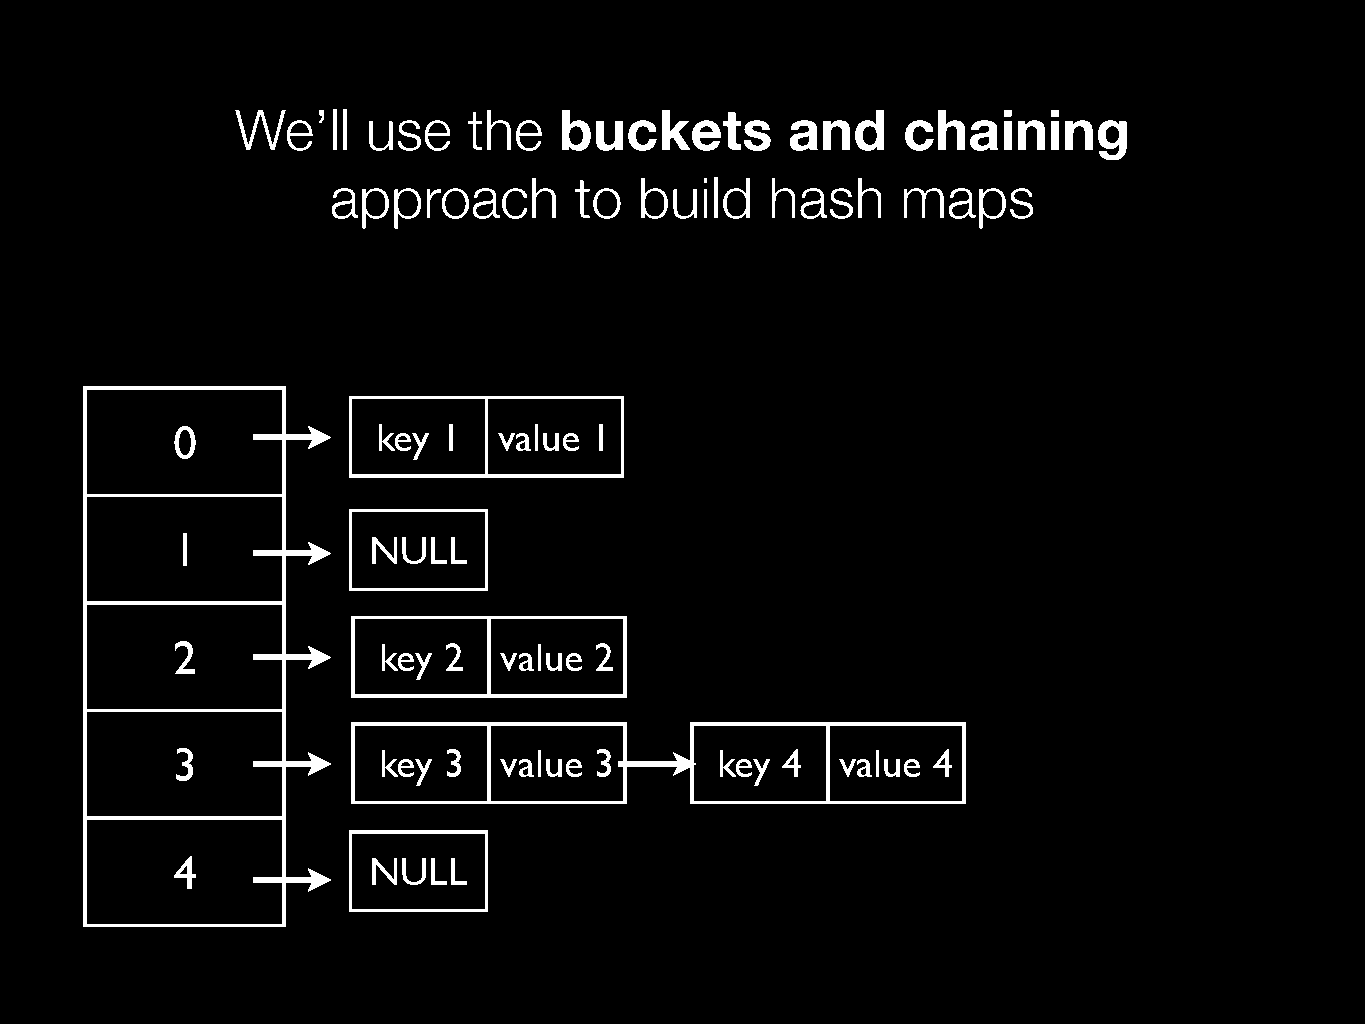 We’ll use the buckets and chaining
approach to build hash maps
0
key 1 value 1
1
NULL
2
key 2 value 2
3
key 3 value 3 key 4 value 4
4
NULL